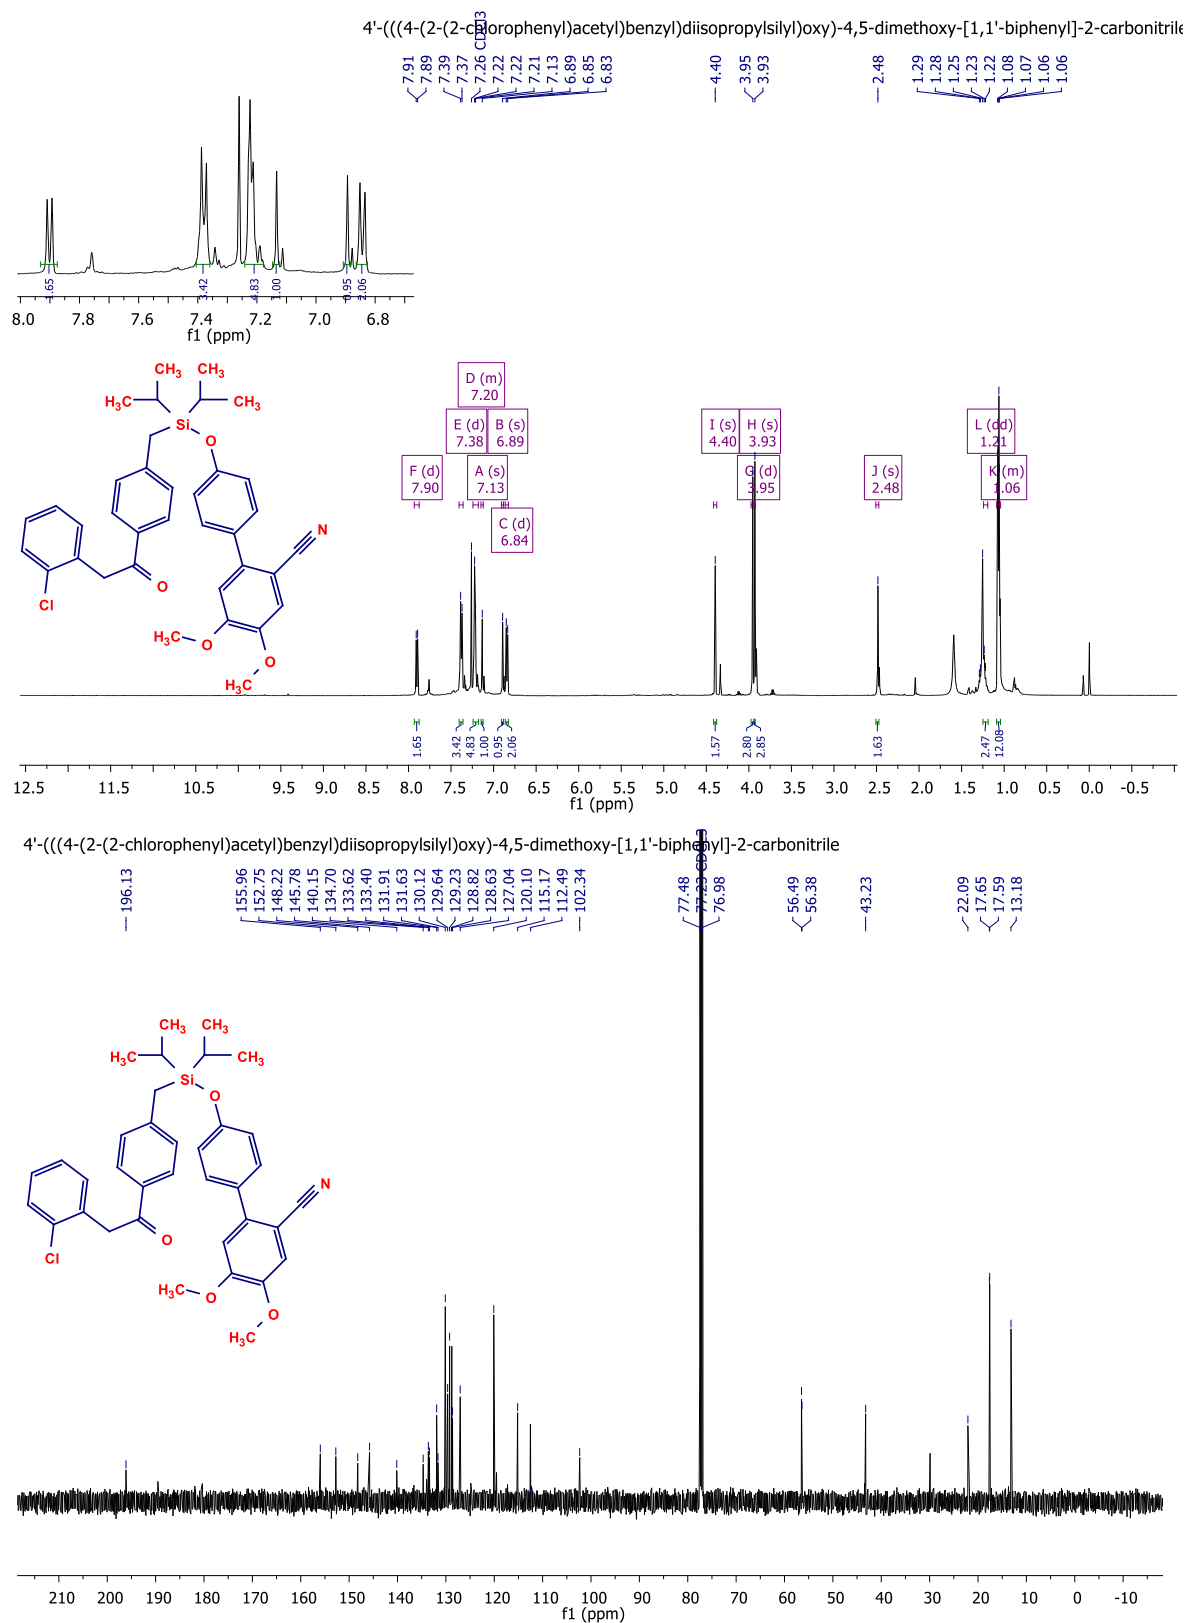 4'-(((4-(2-(2-chlorophenyl)acetyl)benzyl)diisopropylsilyl)oxy)-4,5-dimethoxy-[1,1'-biphenyl]-2-carbonitrile
7.91 7.89 7.39 7.37 7.26 CDCl3 7.22 7.22 7.21 7.13 6.89 6.85 6.83 4.40 3.95 3.93 2.48 1.29 1.28 1.25 1.23 1.22 1.08 1.07 1.06 1.06
1.65 3.42 4.83 1.00 0.95 2.06
8.0 7.8 7.6 7.4 7.2 7.0 6.8
f1 (ppm)
CH3 CH3
H3C CH3
Si
O
N
O
Cl
O CH3
O
H3C
D (m)
7.20
E (d) B (s) I (s) H (s) L (dd)
7.38 6.89 4.40 3.93 1.21
F (d) A (s) G (d) J (s) K (m)
7.90 7.13 3.95 2.48 1.06
C (d)
6.84
1.65 3.42 4.83 1.00 0.95 2.06 1.57 2.80 2.85 1.63 2.47 12.08
12.5 11.5 10.5 9.5 9.0 8.5 8.0 7.5 7.0 6.5 6.0 5.5 5.0 4.5 4.0 3.5 3.0 2.5 2.0 1.5 1.0 0.5 0.0 -0.5
f1 (ppm)
4'-(((4-(2-(2-chlorophenyl)acetyl)benzyl)diisopropylsilyl)oxy)-4,5-dimethoxy-[1,1'-biphenyl]-2-carbonitrile
196.13 155.96 152.75 148.22 145.78 140.15 134.70 133.62 133.40 131.91 131.63 130.12 129.64 129.23 128.82 128.63 127.04 120.10 115.17 112.49 102.34 77.48 77.23 CDCl3 76.98 56.49 56.38 43.23 22.09 17.65 17.59 13.18
CH3 CH3
H3C CH3
Si
O
N
O
Cl
H3C O
O
H3C
210 200 190 180 170 160 150 140 130 120 110 100 90 80 70 60 50 40 30 20 10 0 -10
f1 (ppm)